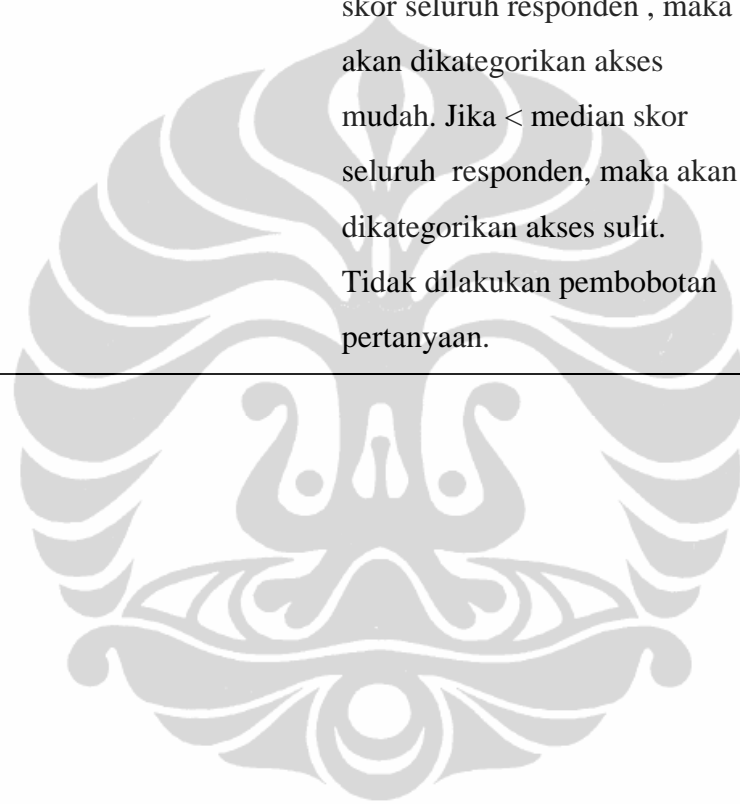 skor seluruh responden , maka
akan dikategorikan akses
mudah. Jika < median skor
seluruh responden, maka akan
dikategorikan akses sulit.
Tidak dilakukan pembobotan
pertanyaan.